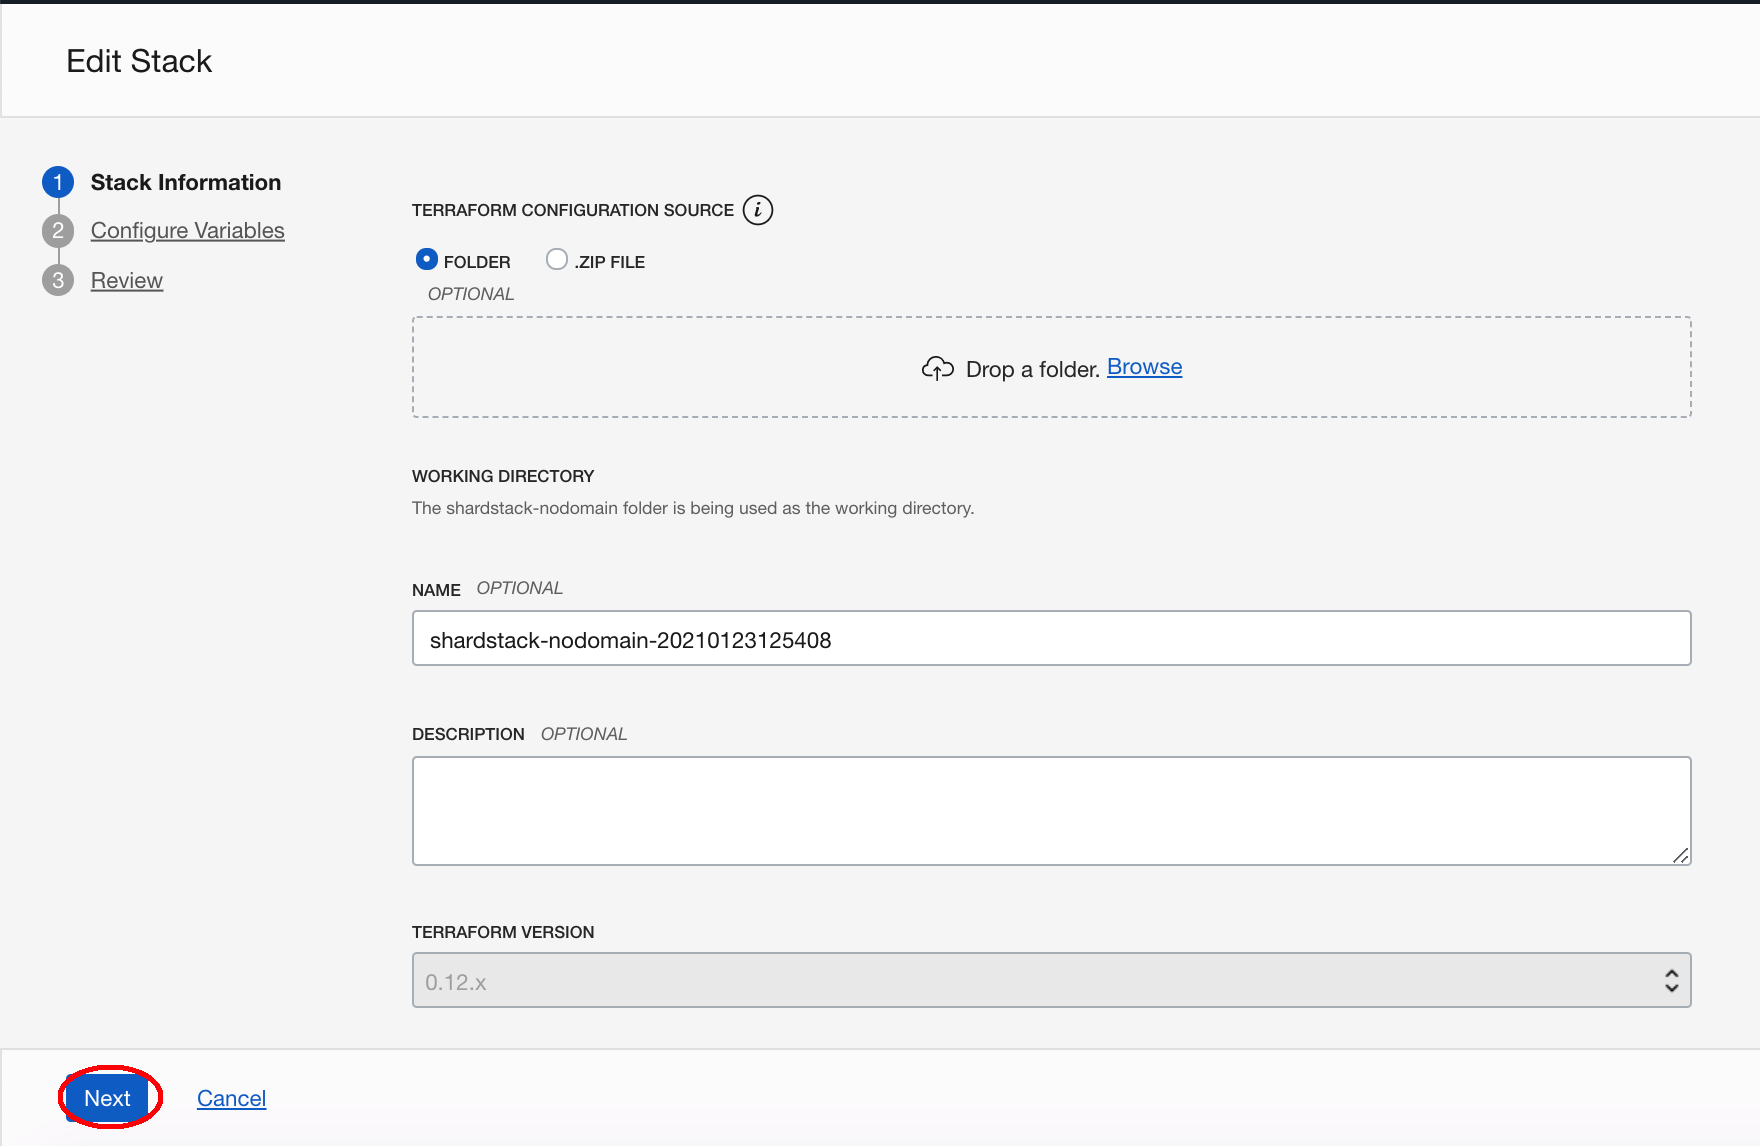 Edit Stack
1 Stack Information
2 Configure Variables
3 Review
TERRAFORM CONFIGURATION SOURCE i
FOLDER .ZIP FILE
OPTIONAL
Drop a folder. Browse
WORKING DIRECTORY
The shardstack-nodomain folder is being used as the working directory.
NAME OPTIONAL
shardstack-nodomain-20210123125408
DESCRIPTION OPTIONAL
TERRAFORM VERSION
0.12.x
Next Cancel